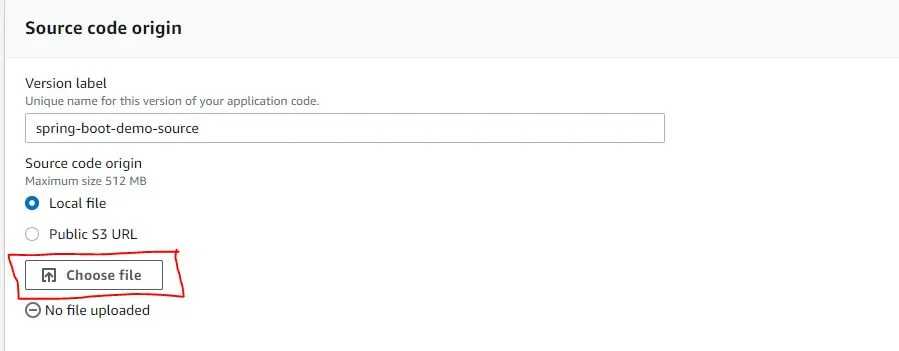 Source code origin
Version label
Unique name for this version of your application code.
spring-boot-demo-source
Source code origin
Maximum size 512 MB
Local file
Public S3 URL
Choose file
No file uploaded